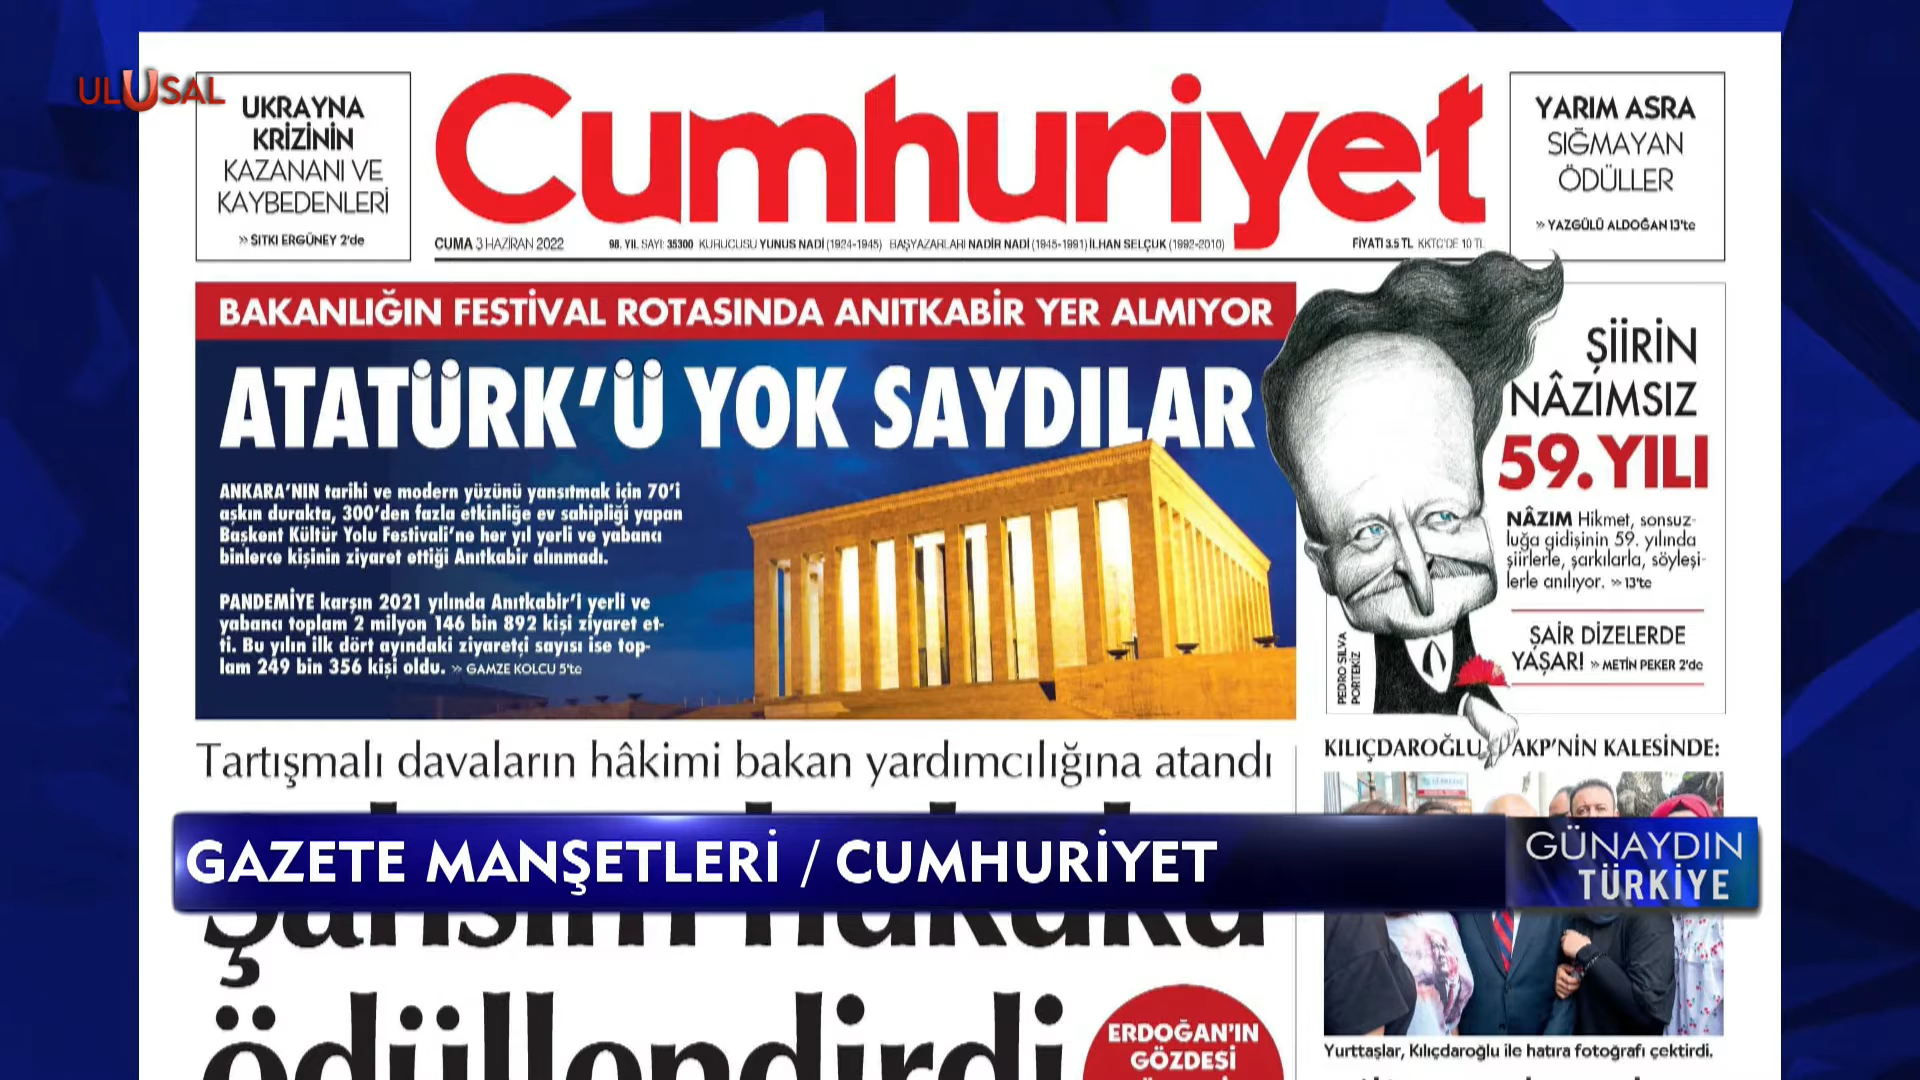 ULUSAL
UKRAYNA
KRİZİNİN
KAZANANI VE
KAYBEDENLERİ
» SITKI ERGÜNEY 2'de
Cumhuriyet
YARIM ASRA
SIĞMAYAN
ÖDÜLLER
» YAZGÜLÜ ALDOĞAN 13'te
CUMA 3 HAZİRAN 2022
98. YIL SAYI: 35300 KURUCUSU YUNUS NADİ (1924-1945) BAŞYAZARLARI NADİR NADİ (1945-1991) İLHAN SELÇUK (1992-2010)
FİYATI 3.5 TL KKTC'DE 10 TL
BAKANLIĞIN FESTİVAL ROTASINDA ANITKABİR YER ALMIYOR
ATATÜRK'Ü YOK SAYDILAR
ANKARA'NIN tarihi ve modern yüzünü yansıtmak için 70'i
aşkın durakta, 300'den fazla etkinliğe ev sahipliği yapan
Başkent Kültür Yolu Festivali'ne her yıl yerli ve yabancı
binlerce kişinin ziyaret ettiği Anıtkabir alınmadı.
PANDEMİYE karşın 2021 yılında Anıtkabir'i yerli ve
yabancı toplam 2 milyon 146 bin 892 kişi ziyaret et-
ti. Bu yılın ilk dört ayındaki ziyaretçi sayısı ise top-
lam 249 bin 356 kişi oldu. » GAMZE KOLCU 5'te
ŞİİRİN
NÂZIMSIZ
59. YILI
NÂZIM Hikmet, sonsuz-
luğa gidişinin 59. yılında
şiirlerle, şarkılarla, söyleşi-
lerle anılıyor. » 13'te
ŞAİR DİZELERDE
YAŞAR! » METİN PEKER 2'de
PEDRO SILVA
PORTEKİZ
Tartışmalı davaların hâkimi bakan yardımcılığına atandı
KILIÇDAROĞLU AKP'NİN KALESİNDE:
GAZETE MANŞETLERİ / CUMHURİYET
GÜNAYDIN
TÜRKİYE
Şahsım hukuku
ödüllendirdi
ERDOĞAN'IN
GÖZDESİ
Yurttaşlar, Kılıçdaroğlu ile hatıra fotoğrafı çektirdi.